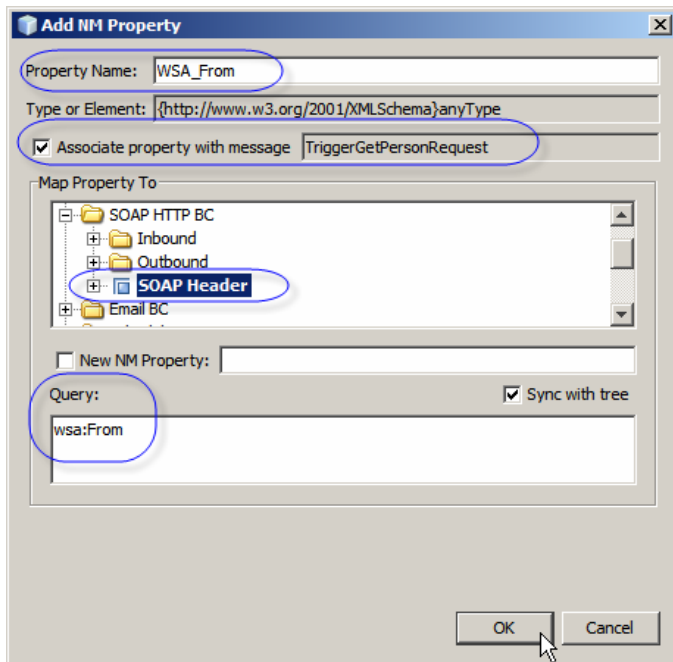 Add NM Property
Property Name: WSA_From
Type or Element: {http://www.w3.org/2001/XMLSchema}anyType
Associate property with message TriggerGetPersonRequest
Map Property To
SOAP HTTP BC
Inbound
Outbound
SOAP Header
Email BC
New NM Property:
Query: Sync with tree
wsa:From
OK Cancel